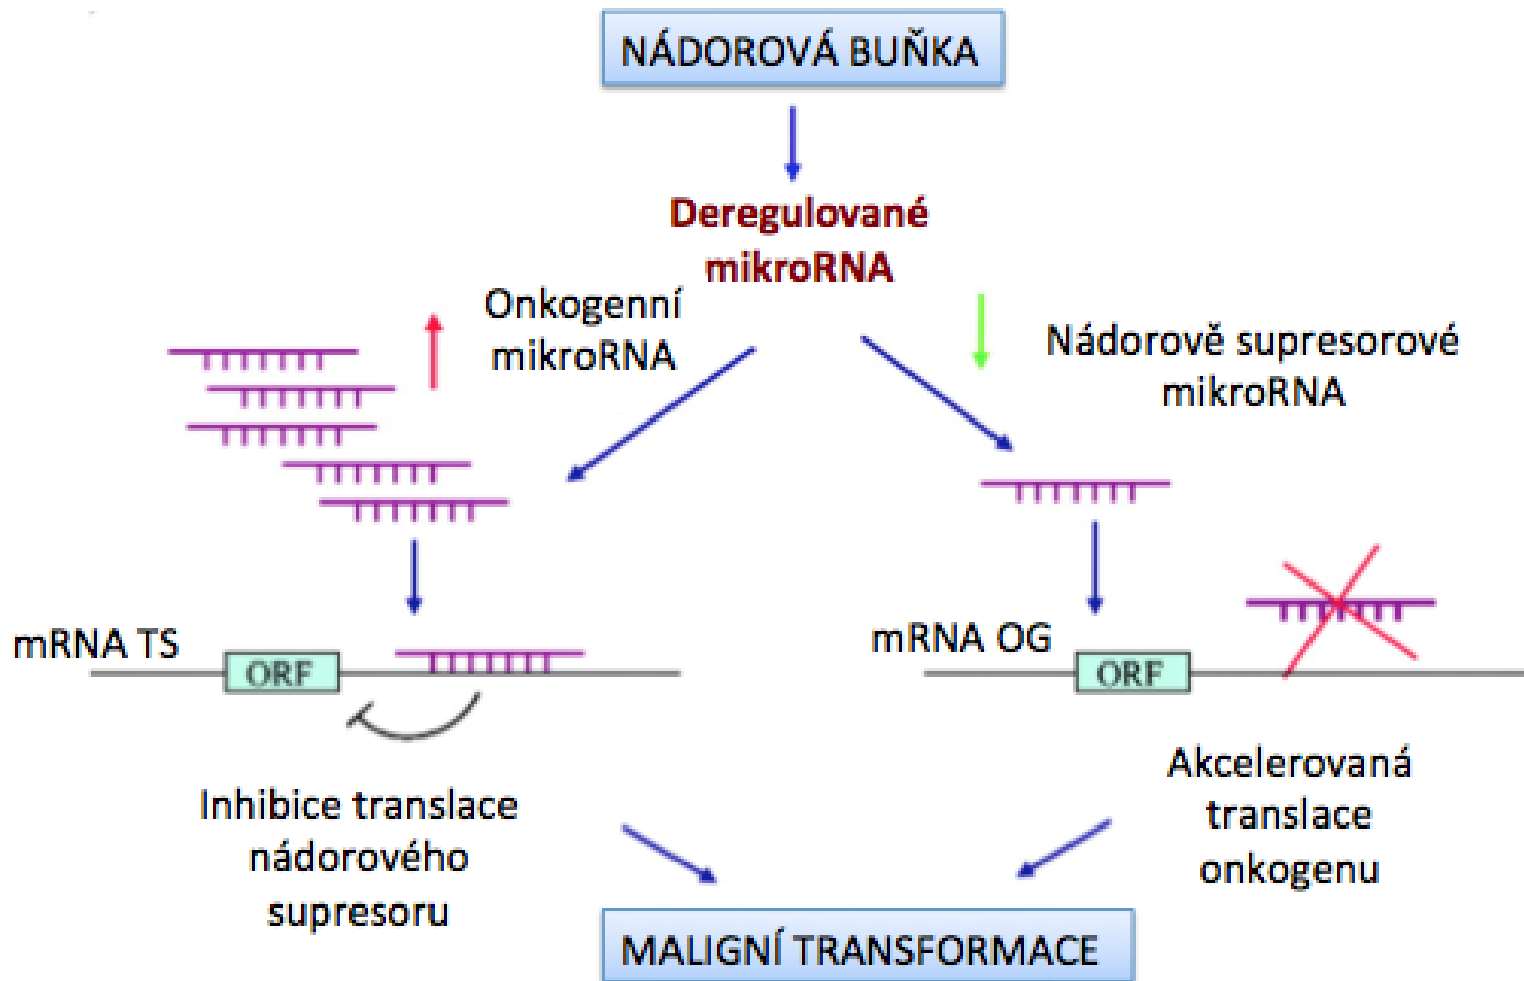 NÁDOROVÁ BUŇKA
Deregulované
mikroRNA
Onkogenní
mikroRNA
Nádorově supresorové
mikroRNA
mRNA TS
ORF
mRNA OG
ORF
Inhibice translace
nádorového
supresoru
Akcelerovaná
translace
onkogenu
MALIGNÍ TRANSFORMACE